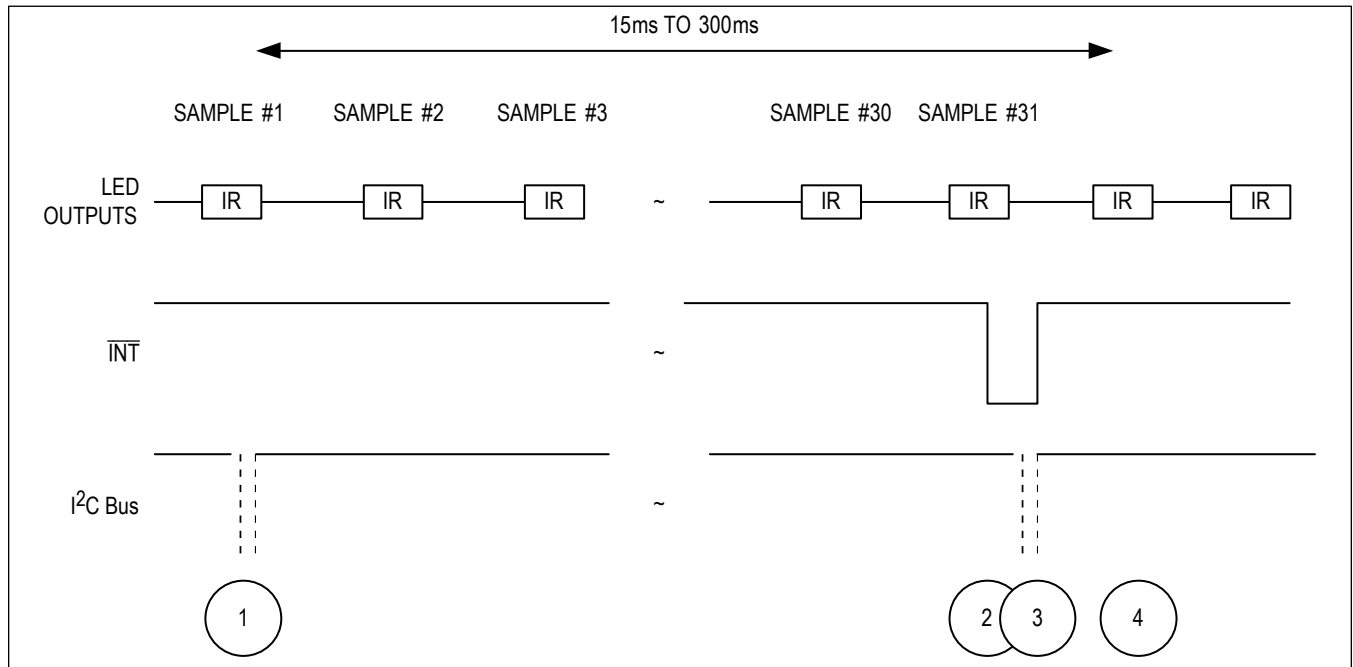 15ms TO 300ms
SAMPLE #1 SAMPLE #2 SAMPLE #3 SAMPLE #30 SAMPLE #31
LED
OUTPUTS
IR IR IR ~ IR IR IR IR
INT ~
I2C Bus ~
1 2 3 4